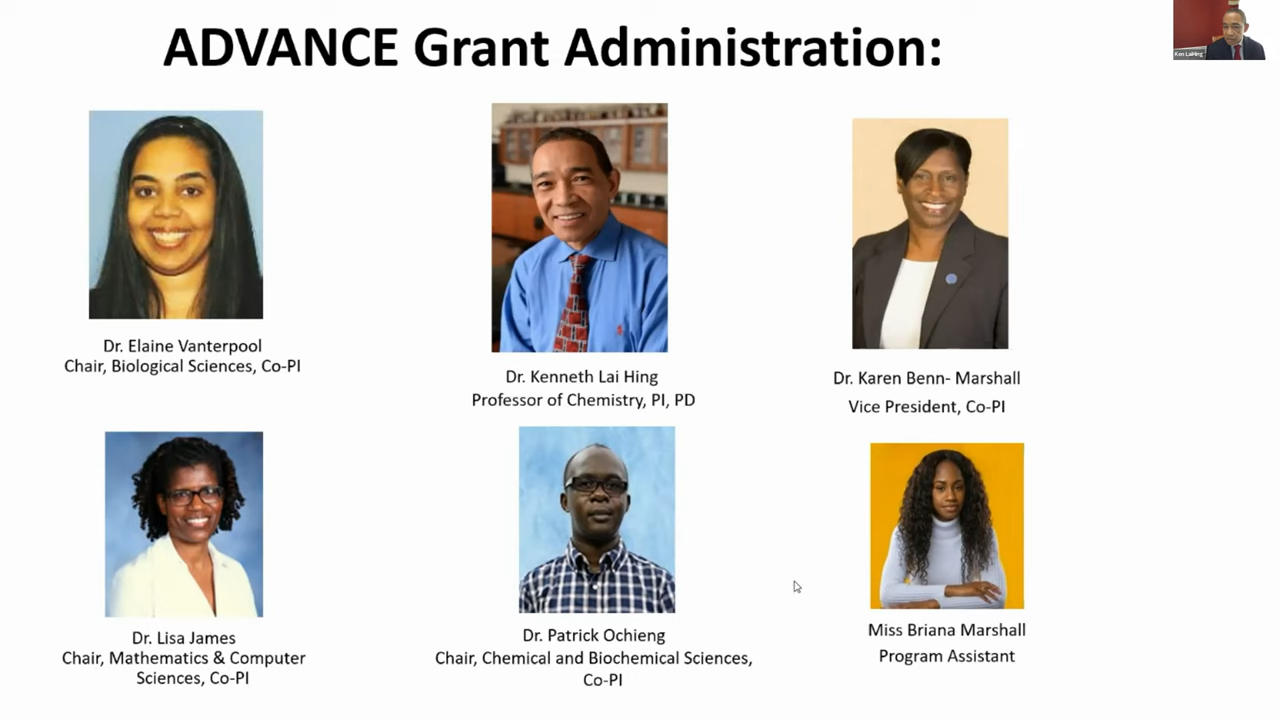 ADVANCE Grant Administration:
Ken LaiHing
Dr. Elaine Vanterpool
Chair, Biological Sciences, Co-PI
Dr. Kenneth Lai Hing
Professor of Chemistry, PI, PD
Dr. Karen Benn- Marshall
Vice President, Co-PI
Dr. Lisa James
Chair, Mathematics & Computer
Sciences, Co-PI
Dr. Patrick Ochieng
Chair, Chemical and Biochemical Sciences,
Co-PI
Miss Briana Marshall
Program Assistant